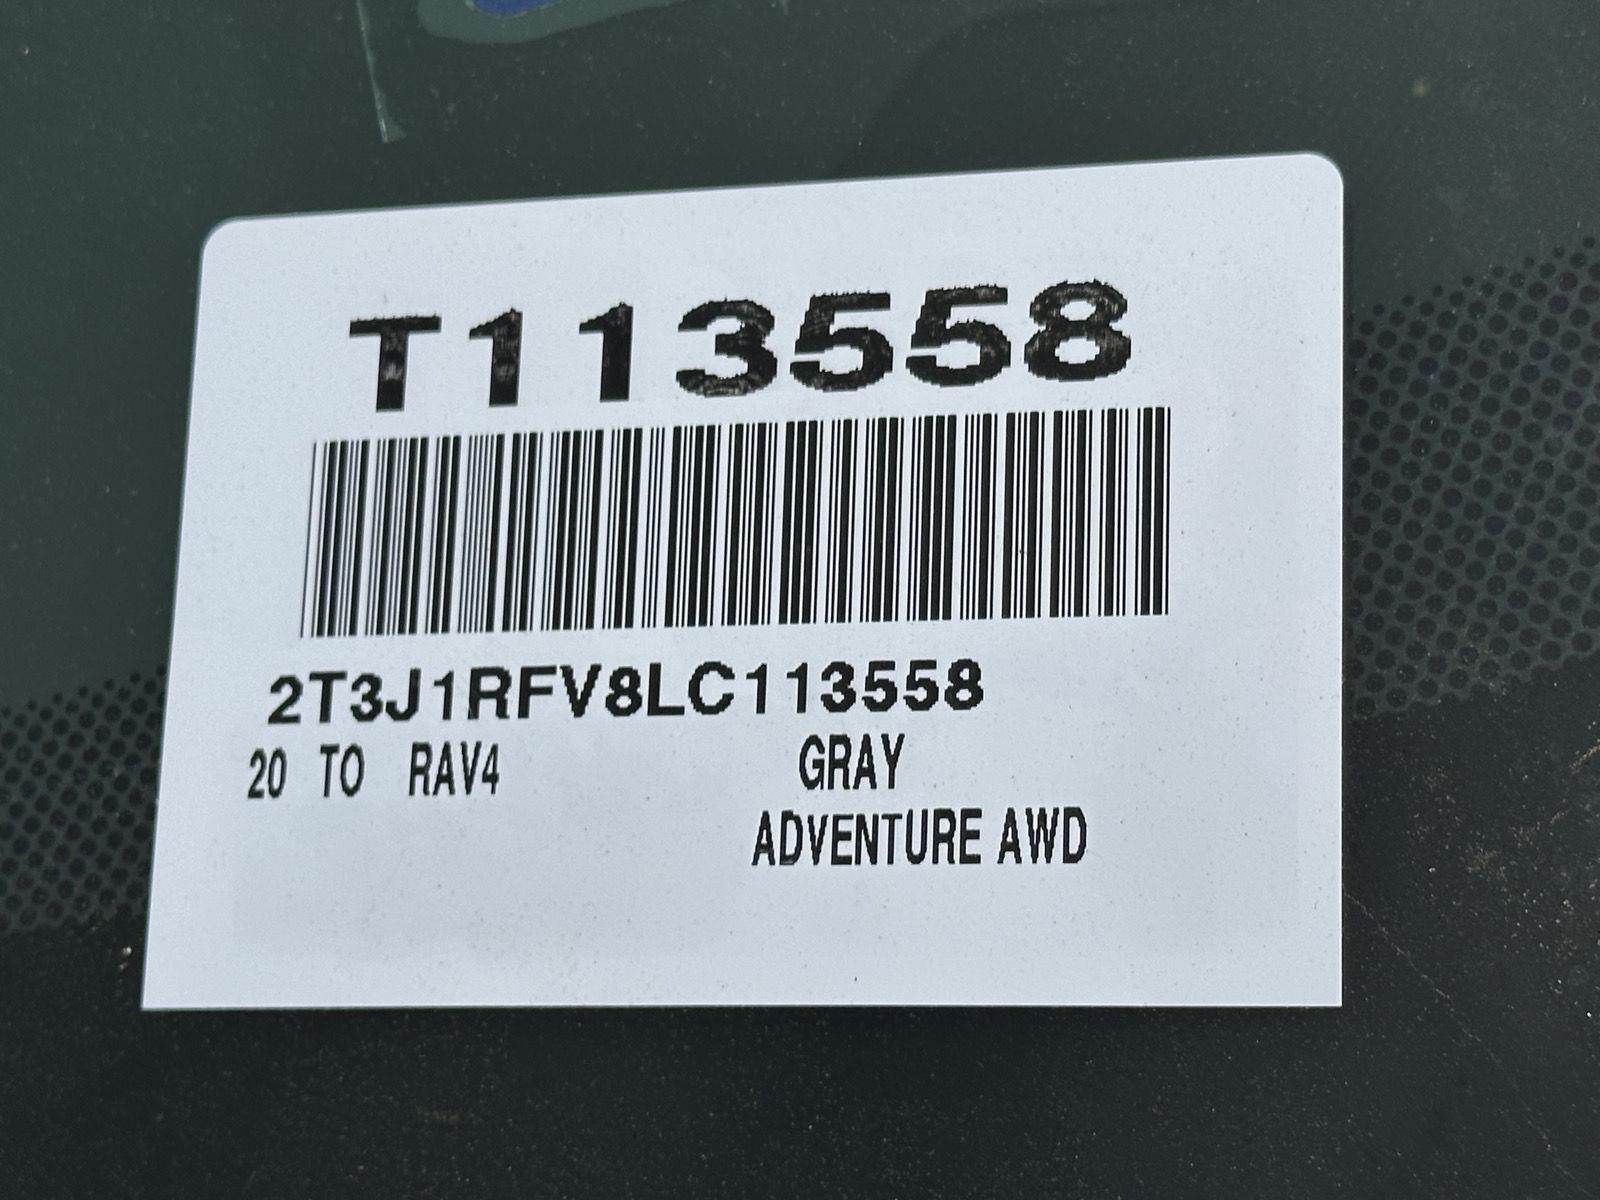 T113558
2T3J1RFV8LC113558
20 TO RAV4 GRAY
ADVENTURE AWD